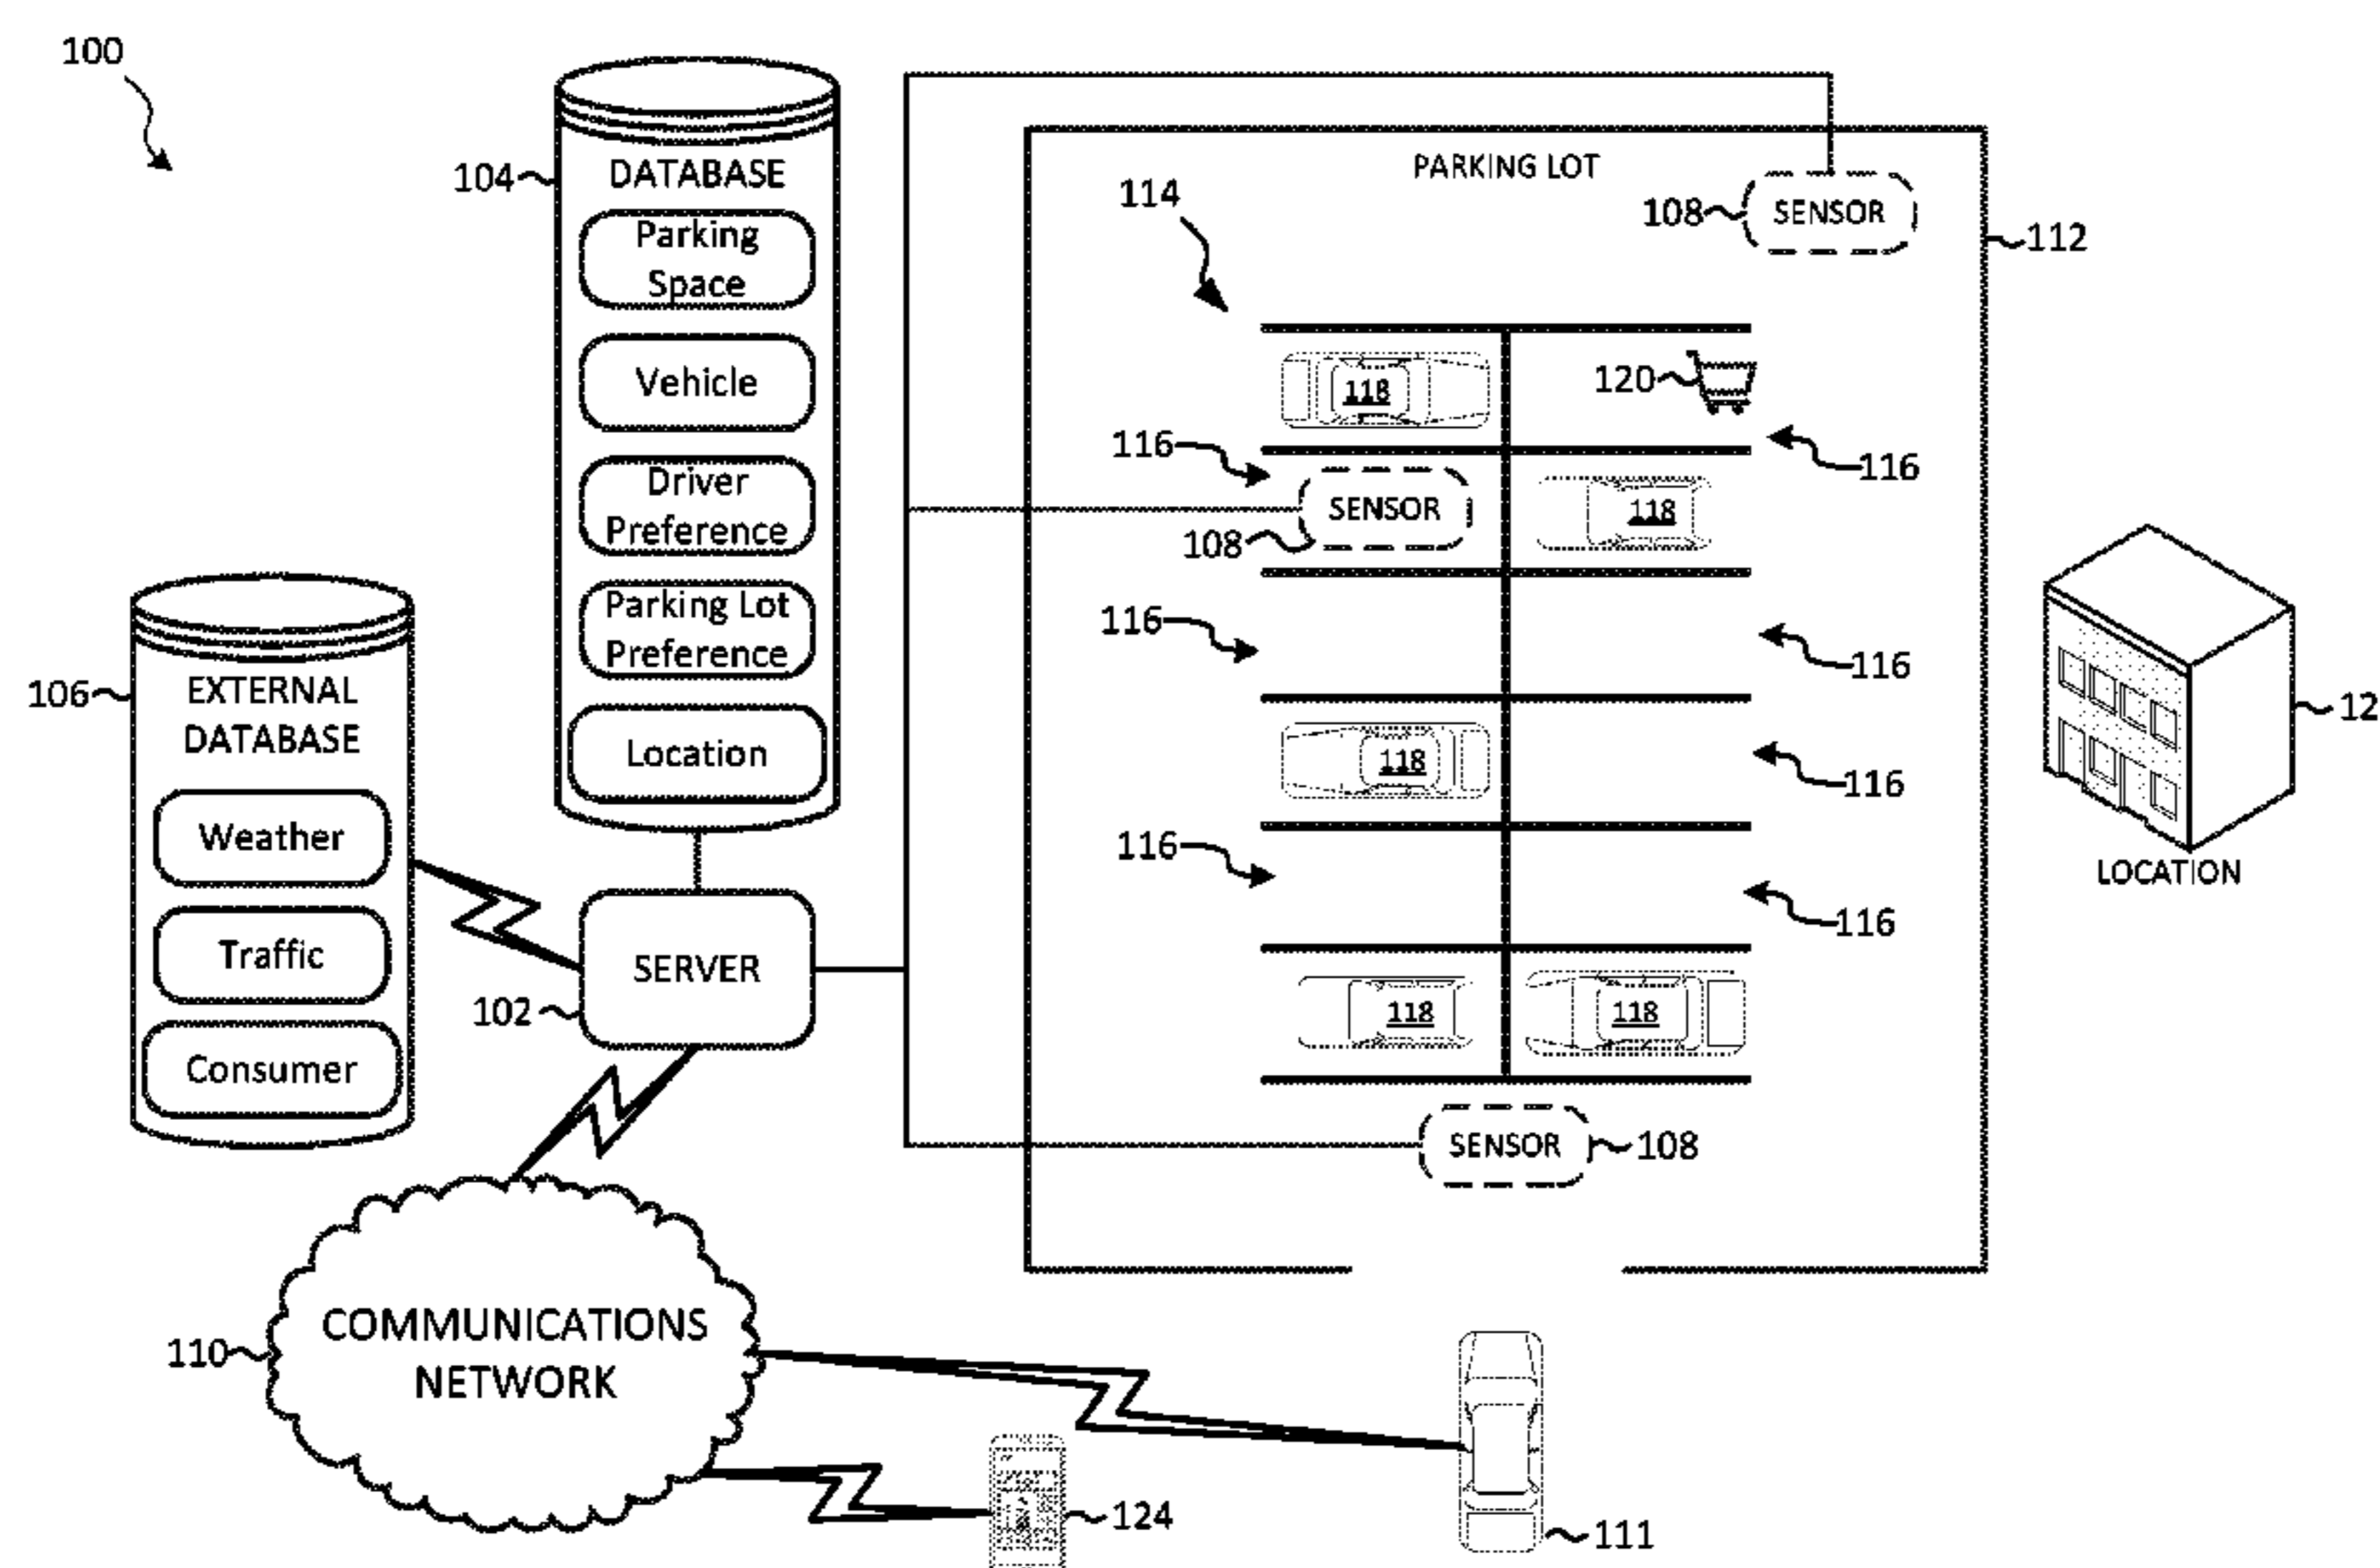 100
104
DATABASE
Parking
Space
Vehicle
Driver
Preference
Parking Lot
Preference
Location
106
EXTERNAL
DATABASE
Weather
Traffic
Consumer
SERVER
102
COMMUNICATIONS
NETWORK
110
PARKING LOT
114
108
SENSOR
112
118
120
116
116
SENSOR
108
118
116
116
118
116
116
116
118
118
SENSOR
108
12
LOCATION
124
111